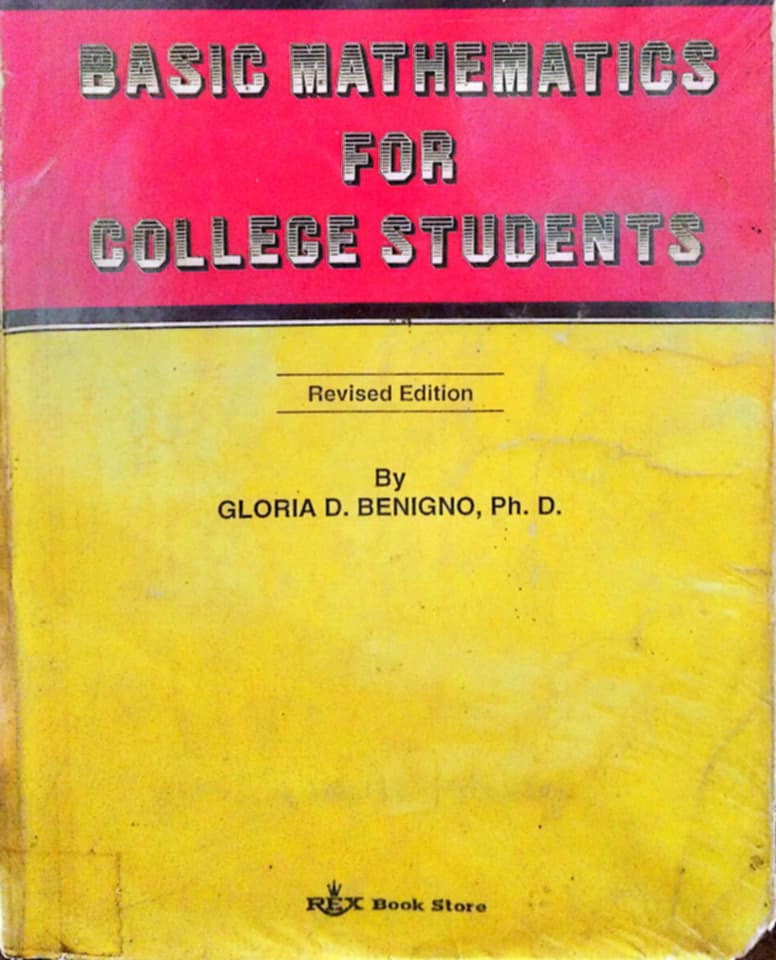 BASIC MATHEMATICS
FOR
COLLEGE STUDENTS
Revised Edition
By
GLORIA D. BENIGNO, Ph. D.
REX Book Store